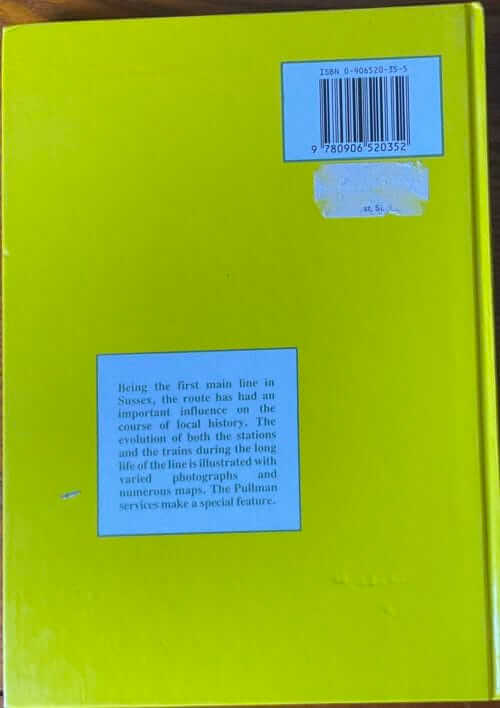 ISBN 0-906520-35-5
9 780906 520352
Being the first main line in
Sussex, the route has had an
important influence on the
course of local history. The
evolution of both the stations
and the trains during the long
life of the line is illustrated with
varied photographs and
numerous maps. The Pullman
services make a special feature.